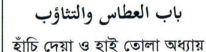 باب العطاس والتثاؤب
হাঁচি দেয়া ও হাই তোলা অধ্যায়